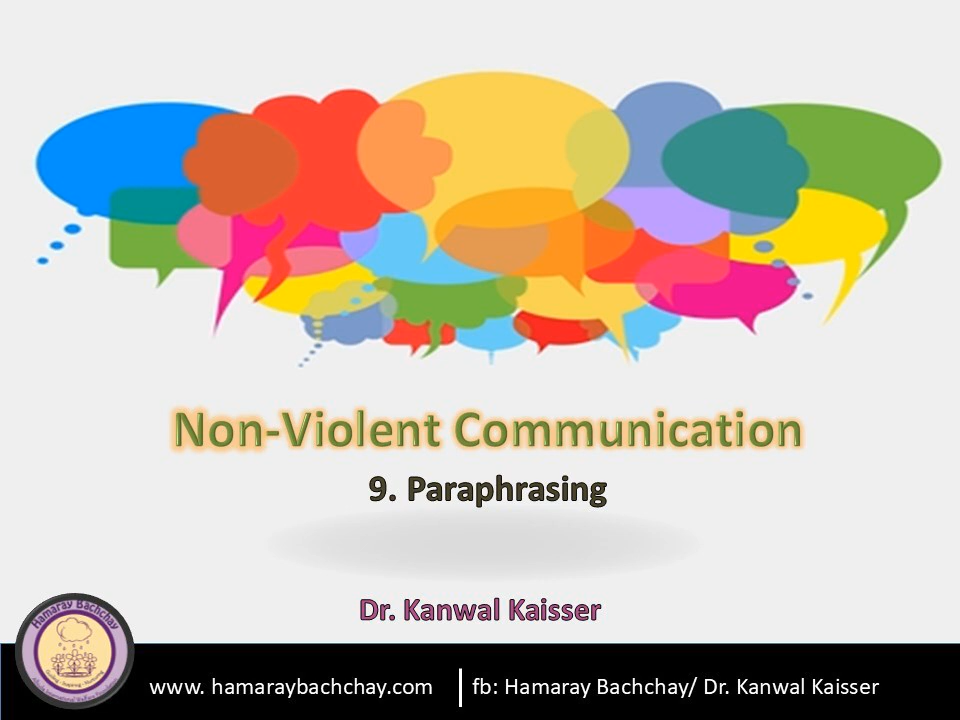 Non-Violent Communication
9. Paraphrasing
Dr. Kanwal Kaisser
Hamaray Bachchay
www. hamaraybachchay.com
fb: Hamaray Bachchay/ Dr. Kanwal Kaisser